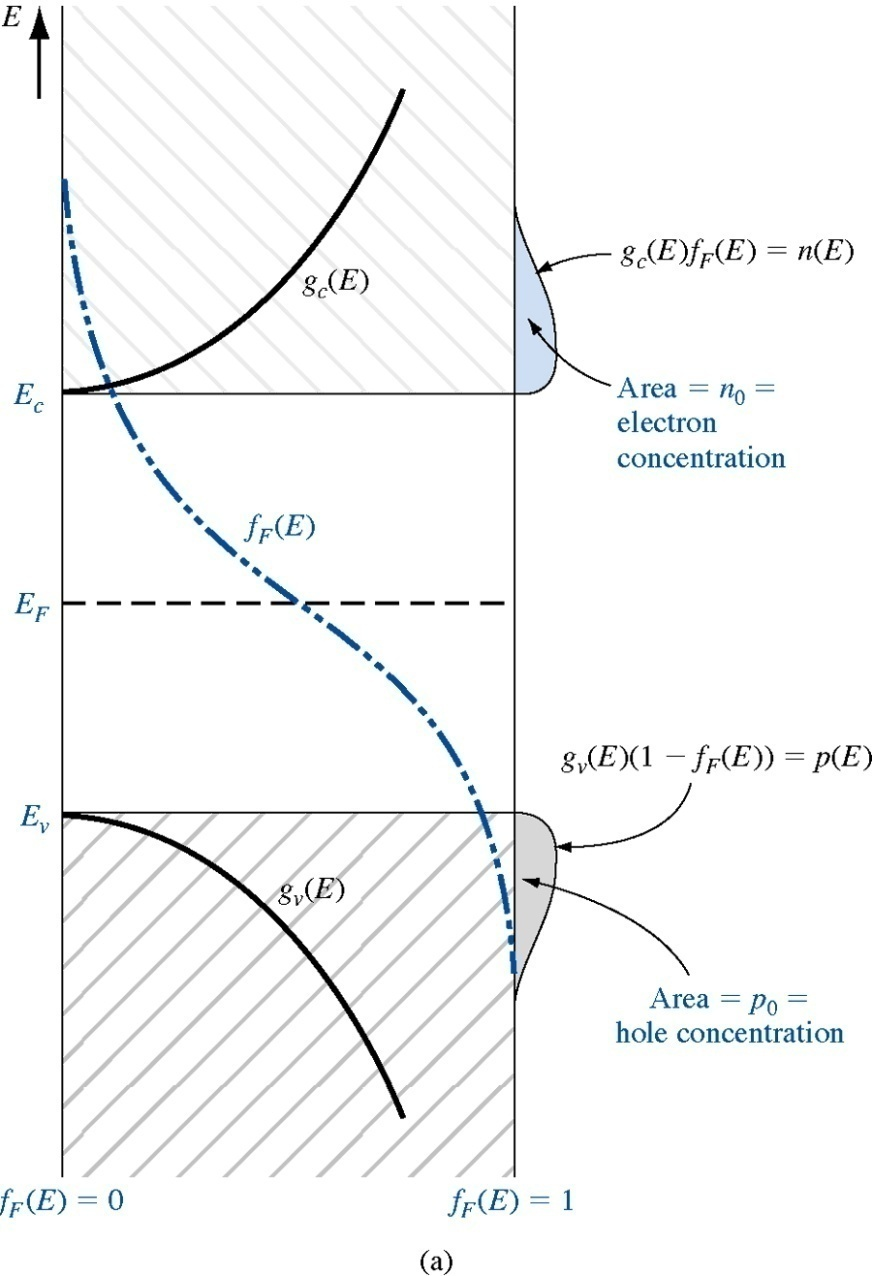 E
g_c(E)f_F(E) = n(E)
g_c(E)
E_c
Area = n_0 =
electron
concentration
f_F(E)
E_F
g_v(E)(1 − f_F(E)) = p(E)
E_v
g_v(E)
Area = p_0 =
hole concentration
f_F(E) = 0
f_F(E) = 1
(a)